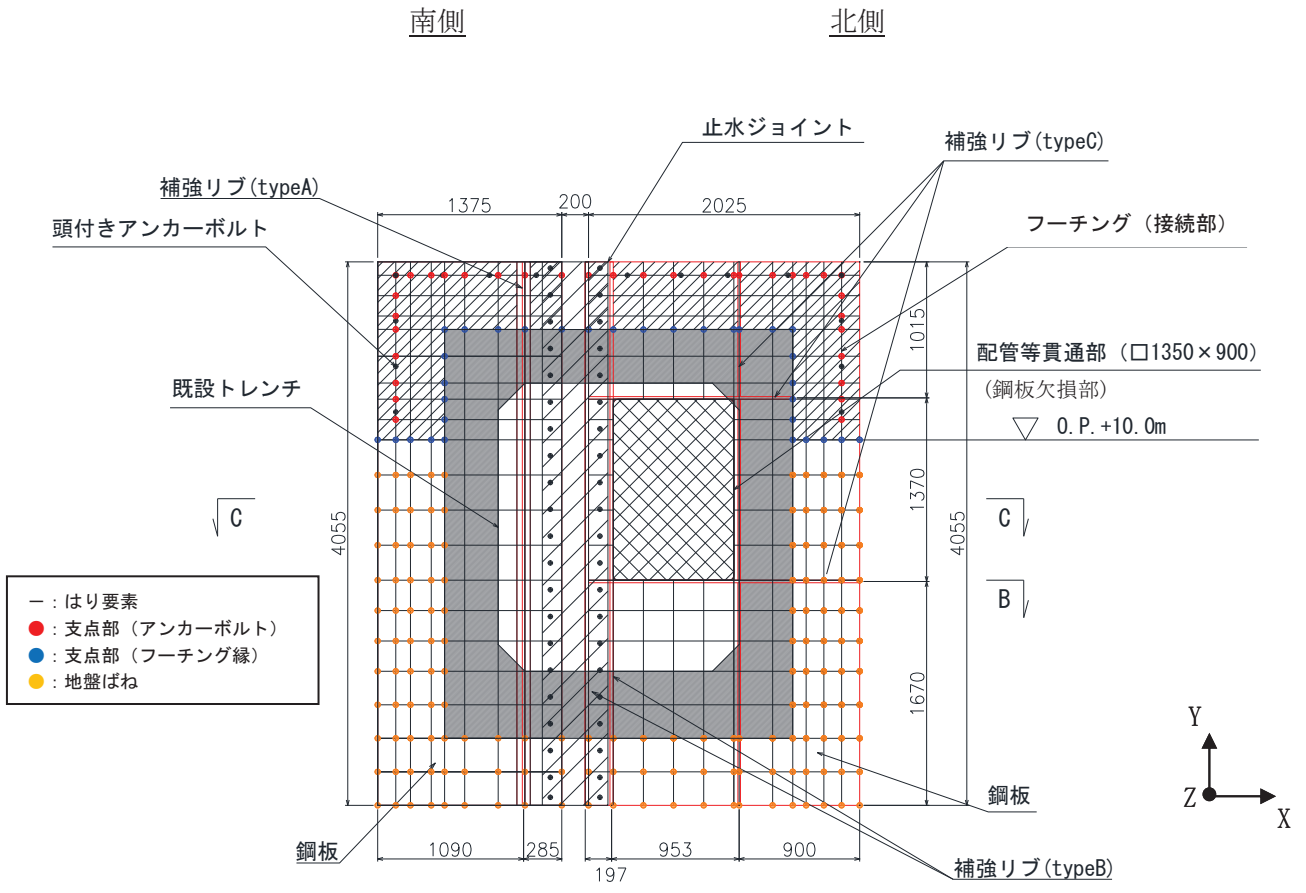 南側
北側
止水ジョイント
補強リブ(typeC)
補強リブ(typeA)
1375
200
2025
頭付きアンカーボルト
フーチング（接続部）
1015
配管等貫通部（□1350×900）
(鋼板欠損部)
既設トレンチ
▽ O.P.+10.0m
C
4055
1370
4055
C
B
－：はり要素
●：支点部（アンカーボルト）
●：支点部（フーチング縁）
●：地盤ばね
1670
Y
Z
X
鋼板
鋼板
1090
285
197
953
900
補強リブ(typeB)